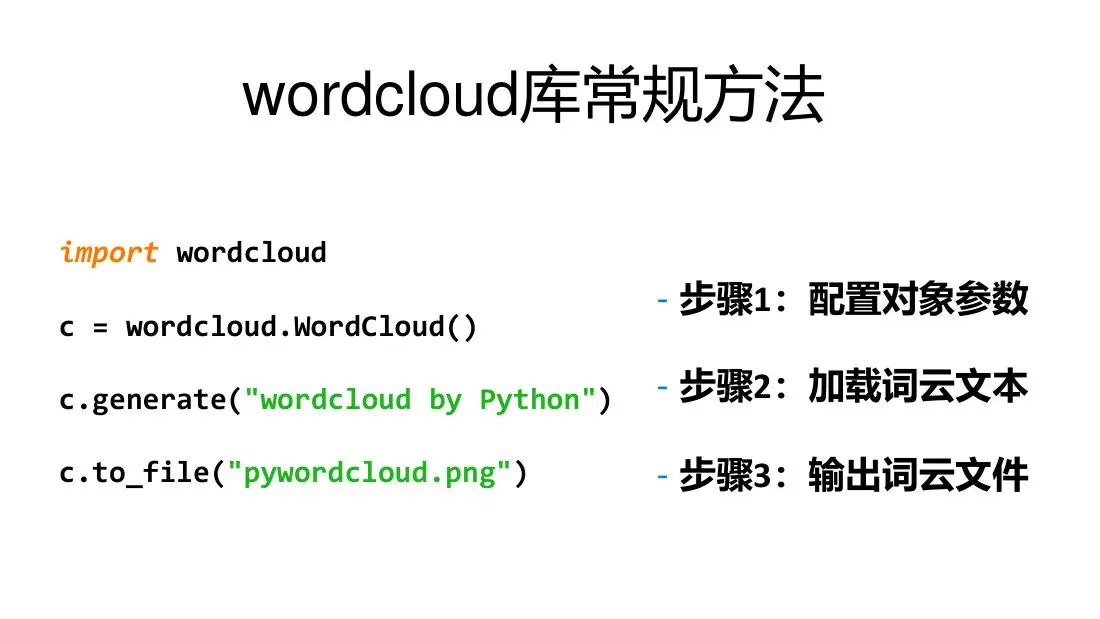 wordcloud库常规方法
import wordcloud
c = wordcloud.WordCloud()
c.generate("wordcloud by Python")
c.to_file("pywordcloud.png")
- 步骤1：配置对象参数
- 步骤2：加载词云文本
- 步骤3：输出词云文件